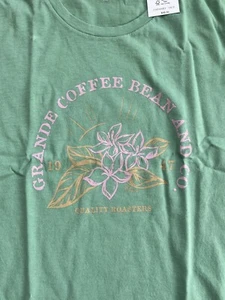 GRANDE COFFEE BEAN AND CO.
19 17
QUALITY ROASTERS